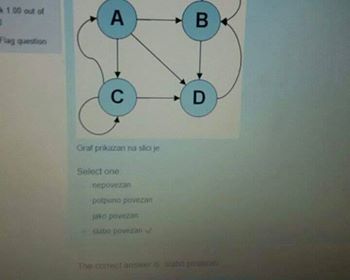 k 1.00 out of
Flag question
A
B
C
D
Graf prikazan na slici je
Select one:
nepovezan
potpuno povezan
jako povezan
slabo povezan ✓
The correct answer is: slabo povezan